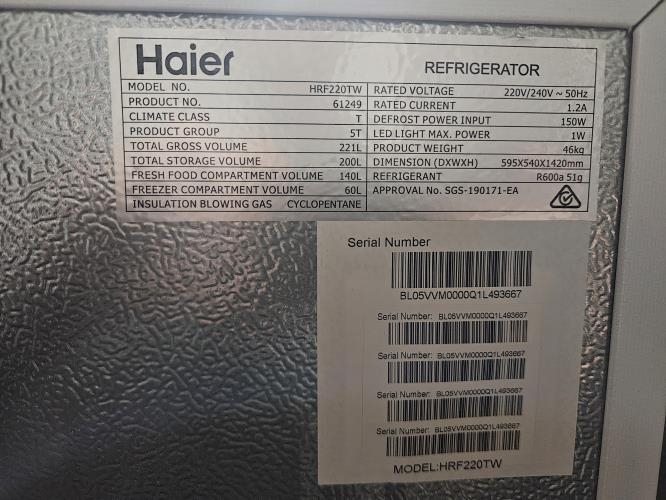 Haier
REFRIGERATOR
MODEL NO. HRF220TW
PRODUCT NO. 61249
CLIMATE CLASS T
PRODUCT GROUP 5T
TOTAL GROSS VOLUME 221L
TOTAL STORAGE VOLUME 200L
FRESH FOOD COMPARTMENT VOLUME 140L
FREEZER COMPARTMENT VOLUME 60L
INSULATION BLOWING GAS CYCLOPENTANE
RATED VOLTAGE 220V/240V ~ 50Hz
RATED CURRENT 1.2A
DEFROST POWER INPUT 150W
LED LIGHT MAX. POWER 1W
PRODUCT WEIGHT 46kg
DIMENSION (DXWXH) 595X540X1420mm
REFRIGERANT R600a 51g
APPROVAL No. SGS-190171-EA
Serial Number
BL05VVM0000Q1L493667
Serial Number: BL05VVM0000Q1L493667
Serial Number: BL05VVM0000Q1L493667
Serial Number: BL05VVM0000Q1L493667
Serial Number: BL05VVM0000Q1L493667
MODEL:HRF220TW